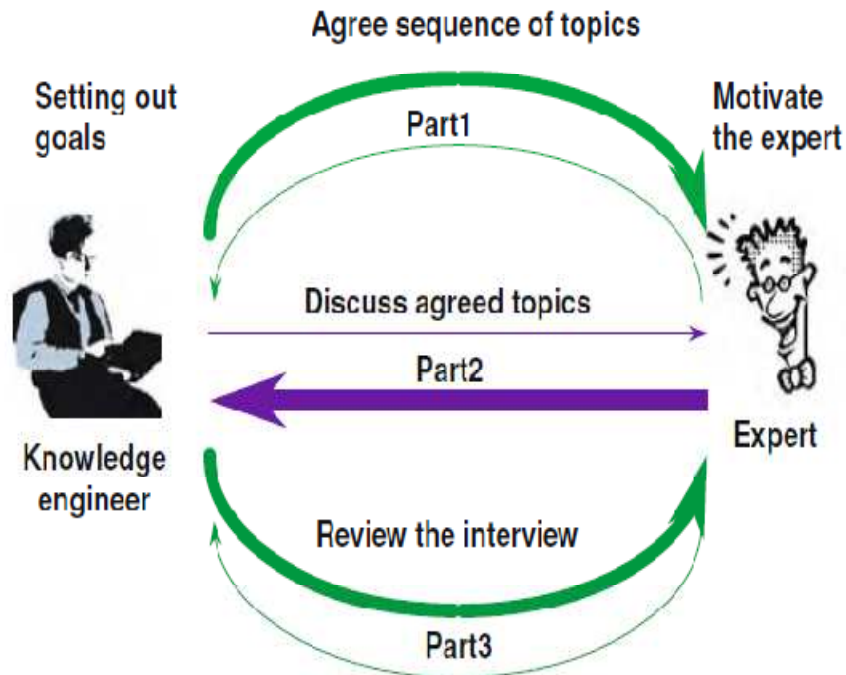 Agree sequence of topics
Setting out
goals
Part1
Motivate
the expert
Discuss agreed topics
Part2
Knowledge
engineer
Expert
Review the interview
Part3